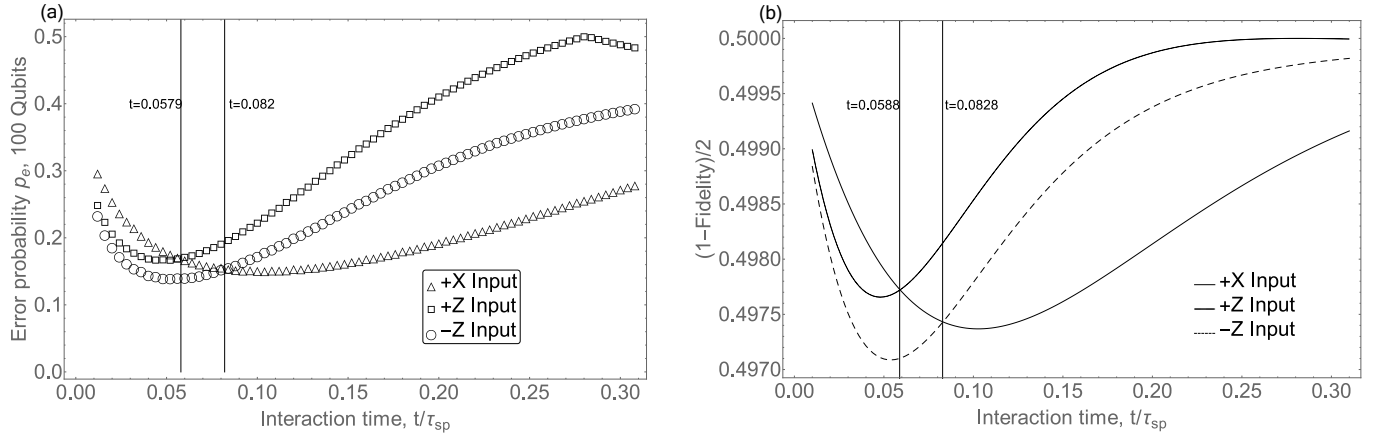 (a)
Error probability pₑ, 100 Qubits
0.5
0.4
0.3
0.2
0.1
0.0
t=0.0579
t=0.082
+X Input
+Z Input
−Z Input
0.00 0.05 0.10 0.15 0.20 0.25 0.30
Interaction time, t/τsp
(b)
(1−Fidelity)/2
0.5000
0.4995
0.4990
0.4985
0.4980
0.4975
0.4970
t=0.0588
t=0.0828
+X Input
+Z Input
−Z Input
0.00 0.05 0.10 0.15 0.20 0.25 0.30
Interaction time, t/τsp